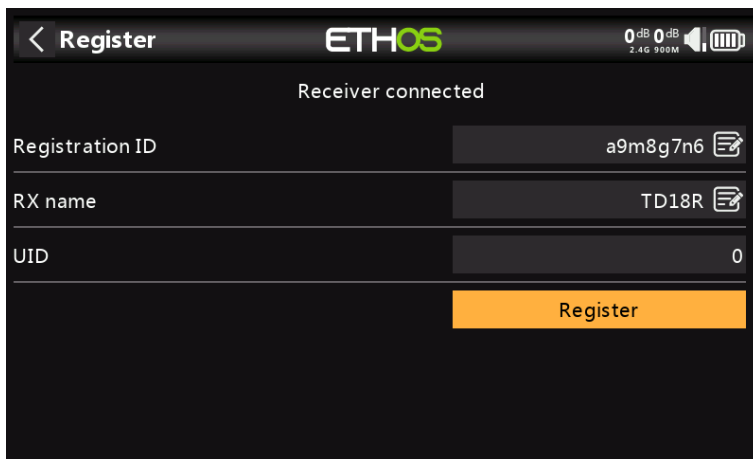 Register ETHOS 0dB 0dB
2.4G 900M
Receiver connected
Registration ID a9m8g7n6
RX name TD18R
UID 0
Register